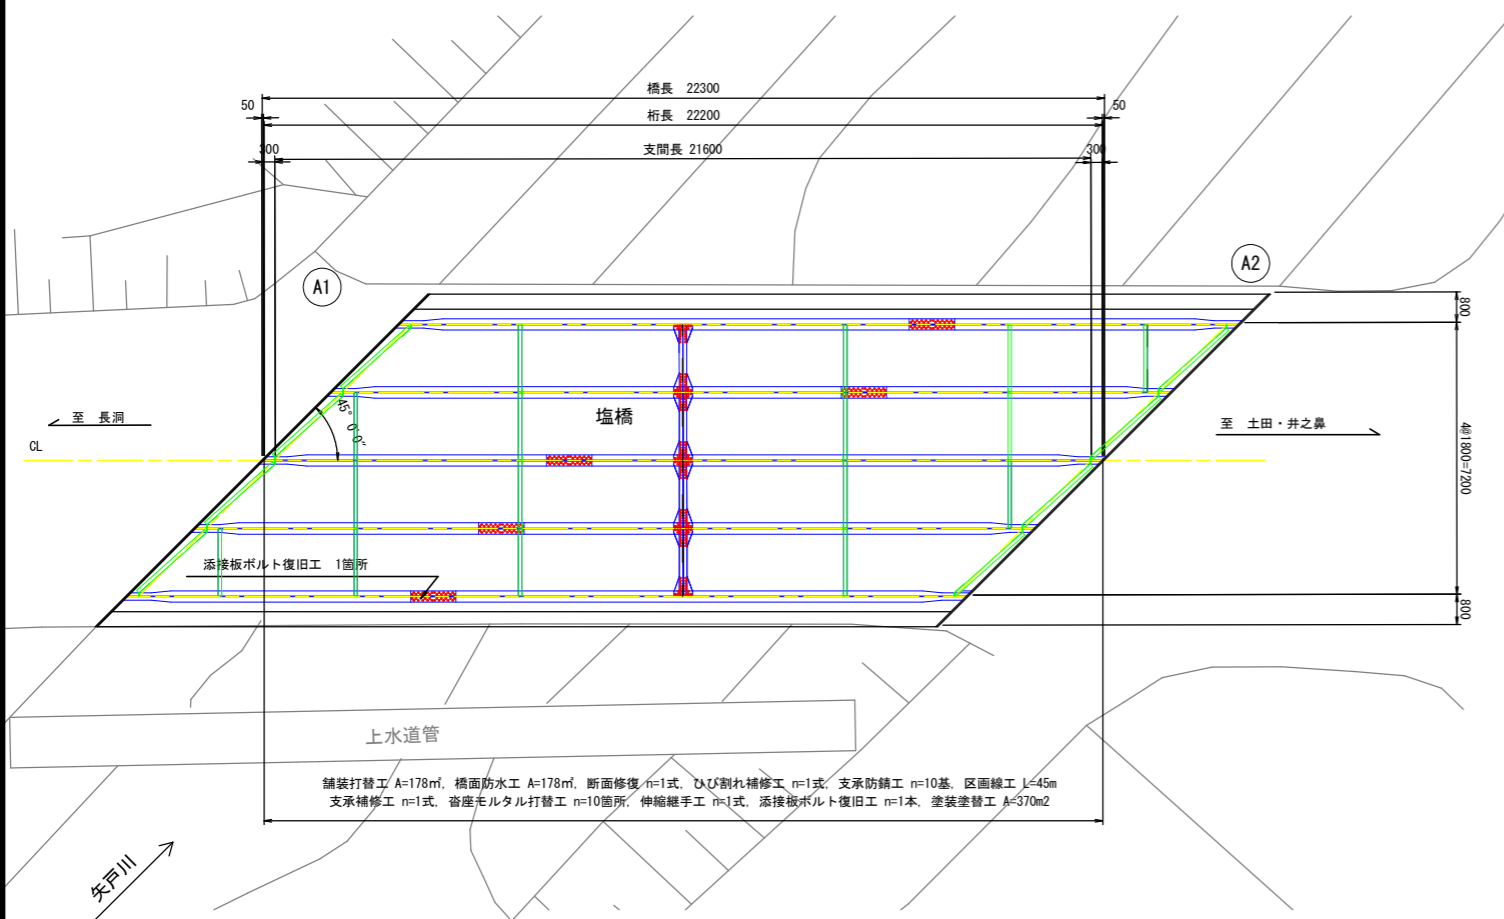 橋長 22300
50
50
桁長 22200
支間長 21600
300
300
A1
A2
800
至 長洞
CL
45° 0′0″
塩橋
至 土田・井之鼻
4@1800=7200
添接板ボルト復旧工 1箇所
800
上水道管
舗装打替工 A=178㎡, 橋面防水工 A=178㎡, 断面修復 n=1式, ひび割れ補修工 n=1式, 支承防錆工 n=10基, 区画線工 L=45m
支承補修工 n=1式, 沓座モルタル打替工 n=10箇所, 伸縮継手工 n=1式, 添接板ボルト復旧工 n=1本, 塗装塗替工 A=370m2
矢戸川